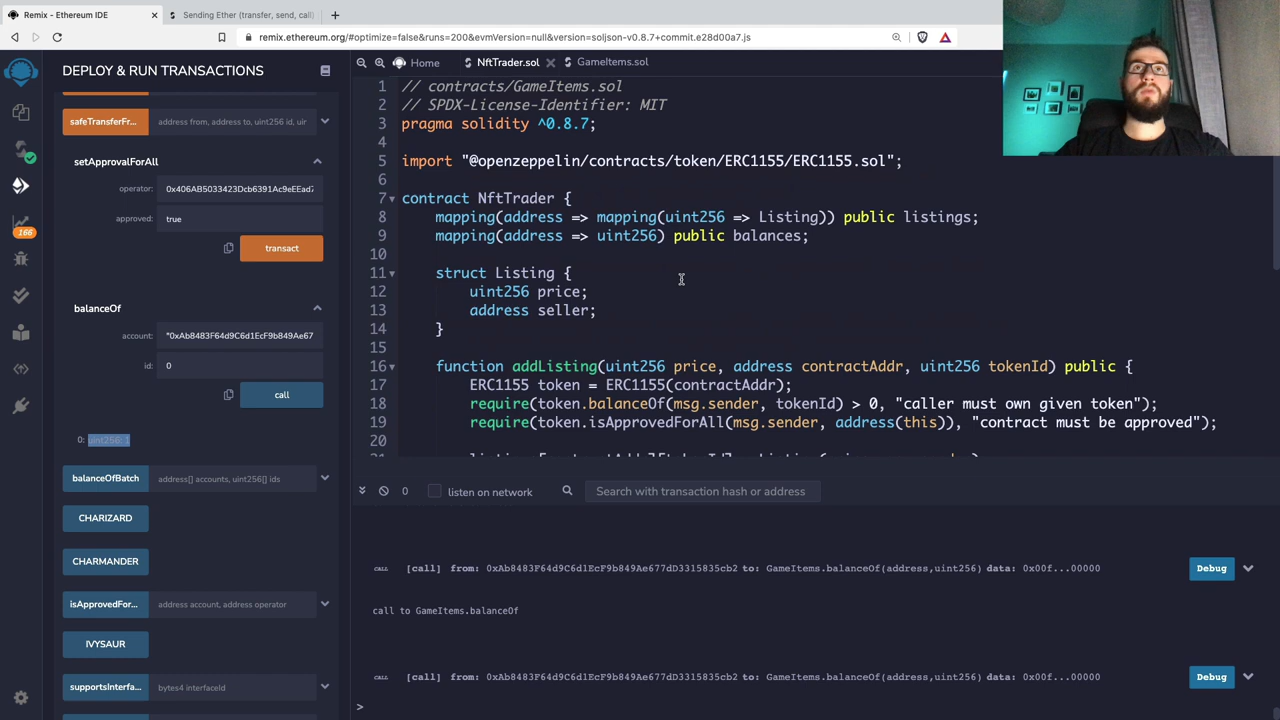 Remix - Ethereum IDE
Sending Ether (transfer, send, call)
remix.ethereum.org/#optimize=false&runs=200&evmVersion=null&version=soljson-v0.8.7+commit.e28d00a7.js
DEPLOY & RUN TRANSACTIONS
safeTransferFr...
address from, address to, uint256 id, uir
setApprovalForAll
operator:
0x406AB5033423Dcb6391Ac9eEEad7
approved:
true
transact
balanceOf
account:
"0xAb8483F64d9C6d1EcF9b849Ae67
id:
0
call
0: uint256: 1
balanceOfBatch
address[] accounts, uint256[] ids
CHARIZARD
CHARMANDER
isApprovedFor...
address account, address operator
IVYSAUR
supportsInterfa...
bytes4 interfaceId
166
Home
NftTrader.sol
GameItems.sol
1 // contracts/GameItems.sol
2 // SPDX-License-Identifier: MIT
3 pragma solidity ^0.8.7;
4
5 import "@openzeppelin/contracts/token/ERC1155/ERC1155.sol";
6
7 contract NftTrader {
8 mapping(address => mapping(uint256 => Listing)) public listings;
9 mapping(address => uint256) public balances;
10
11 struct Listing {
12 uint256 price;
13 address seller;
14 }
15
16 function addListing(uint256 price, address contractAddr, uint256 tokenId) public {
17 ERC1155 token = ERC1155(contractAddr);
18 require(token.balanceOf(msg.sender, tokenId) > 0, "caller must own given token");
19 require(token.isApprovedForAll(msg.sender, address(this)), "contract must be approved");
20
0
listen on network
Search with transaction hash or address
CALL [call] from: 0xAb8483F64d9C6d1EcF9b849Ae677dD3315835cb2 to: GameItems.balanceOf(address,uint256) data: 0x00f...00000
Debug
call to GameItems.balanceOf
CALL [call] from: 0xAb8483F64d9C6d1EcF9b849Ae677dD3315835cb2 to: GameItems.balanceOf(address,uint256) data: 0x00f...00000
Debug
>